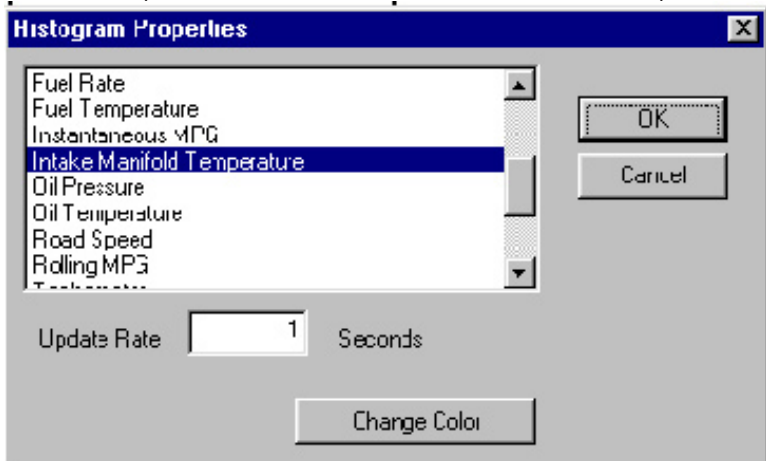 Histogram Properties
Fuel Rate
Fuel Temperature
Instantaneous MPG
Intake Manifold Temperature
Oil Pressure
Oil Temperature
Road Speed
Rolling MPG
OK
Cancel
Update Rate 1 Seconds
Change Color